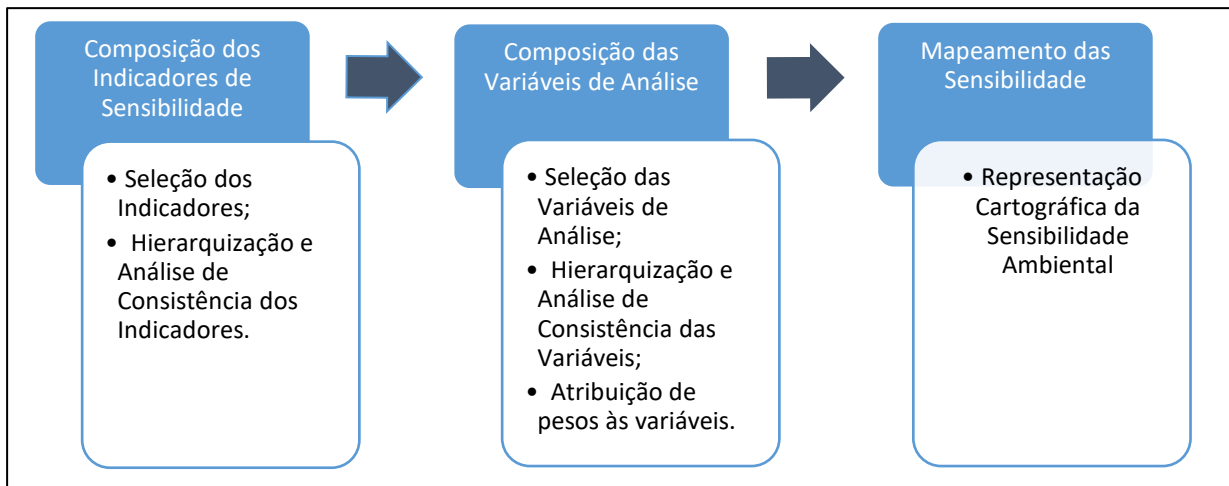 Composição dos
Indicadores de
Sensibilidade
• Seleção dos
Indicadores;
• Hierarquização e
Análise de
Consistência dos
Indicadores.
Composição das
Variáveis de Análise
• Seleção das
Variáveis de
Análise;
• Hierarquização e
Análise de
Consistência das
Variáveis;
• Atribuição de
pesos às variáveis.
Mapeamento das
Sensibilidade
• Representação
Cartográfica da
Sensibilidade
Ambiental